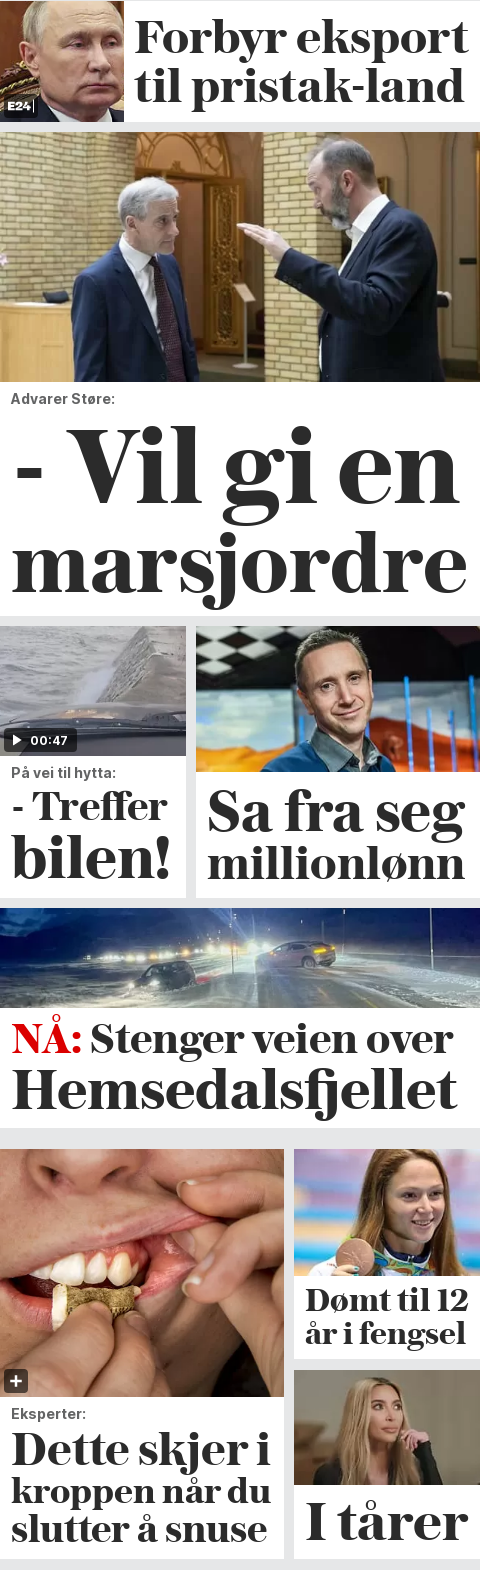 E24
Forbyr eksport
til pristak-land
Advarer Støre:
- Vil gi en
marsjordre
00:47
På vei til hytta:
- Treffer
bilen!
Sa fra seg
millionlønn
NÅ: Stenger veien over
Hemsedalsfjellet
Eksperter:
Dette skjer i
kroppen når du
slutter å snuse
Dømt til 12
år i fengsel
I tårer